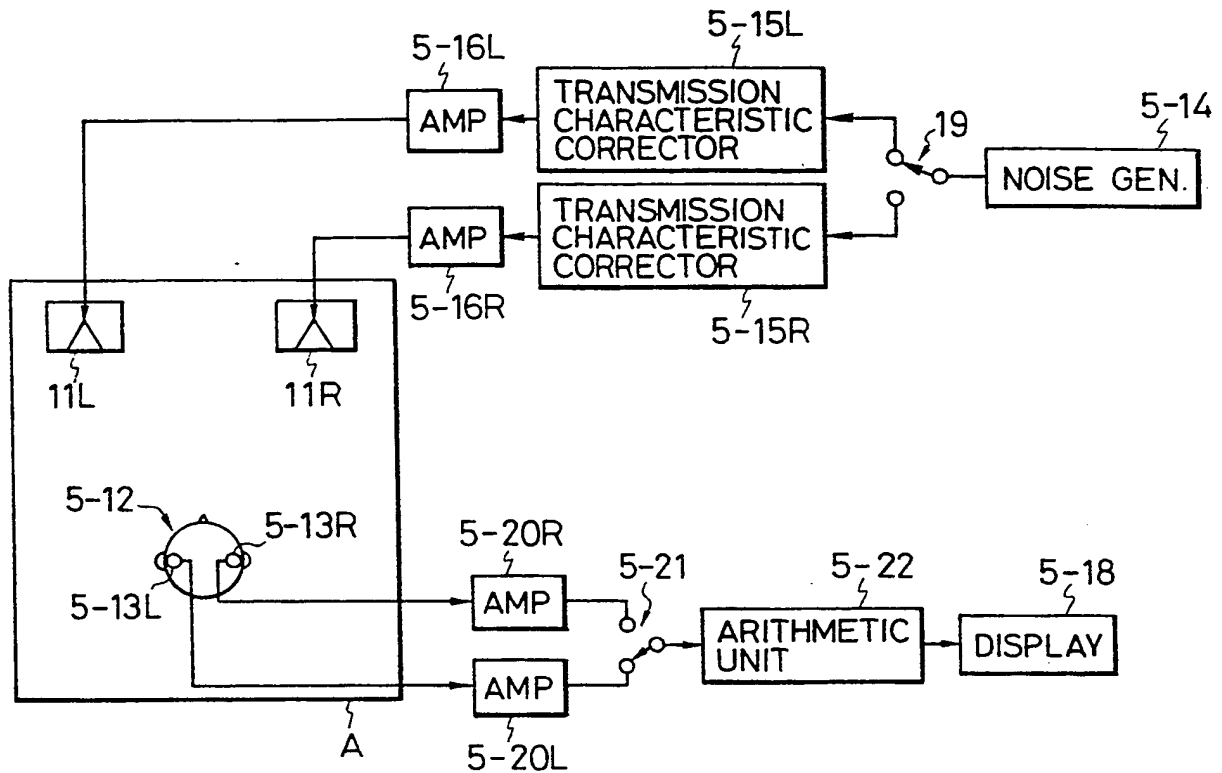 5-15L
5-16L
TRANSMISSION
CHARACTERISTIC
CORRECTOR
AMP
19
5-14
NOISE GEN.
TRANSMISSION
CHARACTERISTIC
CORRECTOR
AMP
5-16R
5-15R
11L
11R
5-12
5-13R
5-13L
5-20R
AMP
5-21
5-22
5-18
ARITHMETIC
UNIT
DISPLAY
AMP
5-20L
A